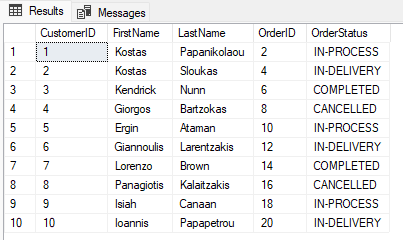 Results Messages
CustomerID FirstName LastName OrderID OrderStatus
1 1 Kostas Papanikolaou 2 IN-PROCESS
2 2 Kostas Sloukas 4 IN-DELIVERY
3 3 Kendrick Nunn 6 COMPLETED
4 4 Giorgos Bartzokas 8 CANCELLED
5 5 Ergin Ataman 10 IN-PROCESS
6 6 Giannoulis Larentzakis 12 IN-DELIVERY
7 7 Lorenzo Brown 14 COMPLETED
8 8 Panagiotis Kalaitzakis 16 CANCELLED
9 9 Isiah Canaan 18 IN-PROCESS
10 10 Ioannis Papapetrou 20 IN-DELIVERY